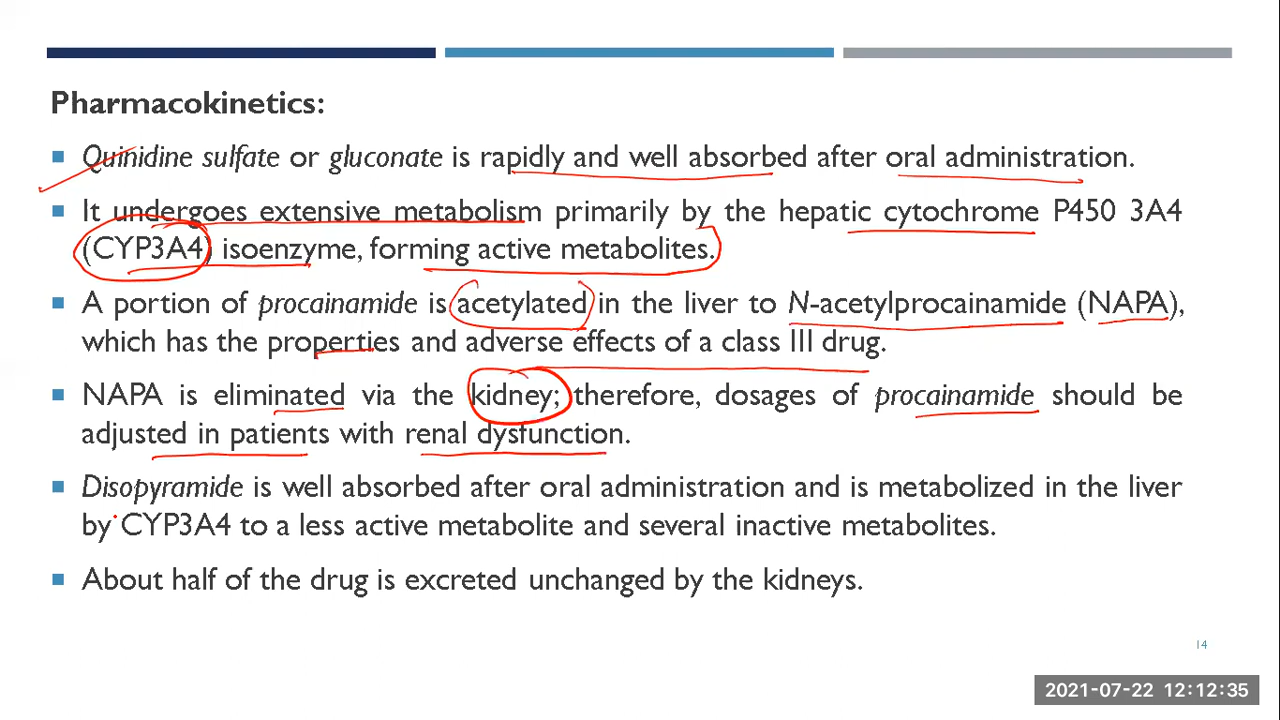 Pharmacokinetics:
Quinidine sulfate or gluconate is rapidly and well absorbed after oral administration.
It undergoes extensive metabolism primarily by the hepatic cytochrome P450 3A4
(CYP3A4) isoenzyme, forming active metabolites.
A portion of procainamide is acetylated in the liver to N-acetylprocainamide (NAPA),
which has the properties and adverse effects of a class III drug.
NAPA is eliminated via the kidney; therefore, dosages of procainamide should be
adjusted in patients with renal dysfunction.
Disopyramide is well absorbed after oral administration and is metabolized in the liver
by CYP3A4 to a less active metabolite and several inactive metabolites.
About half of the drug is excreted unchanged by the kidneys.
14
2021-07-22 12:12:35